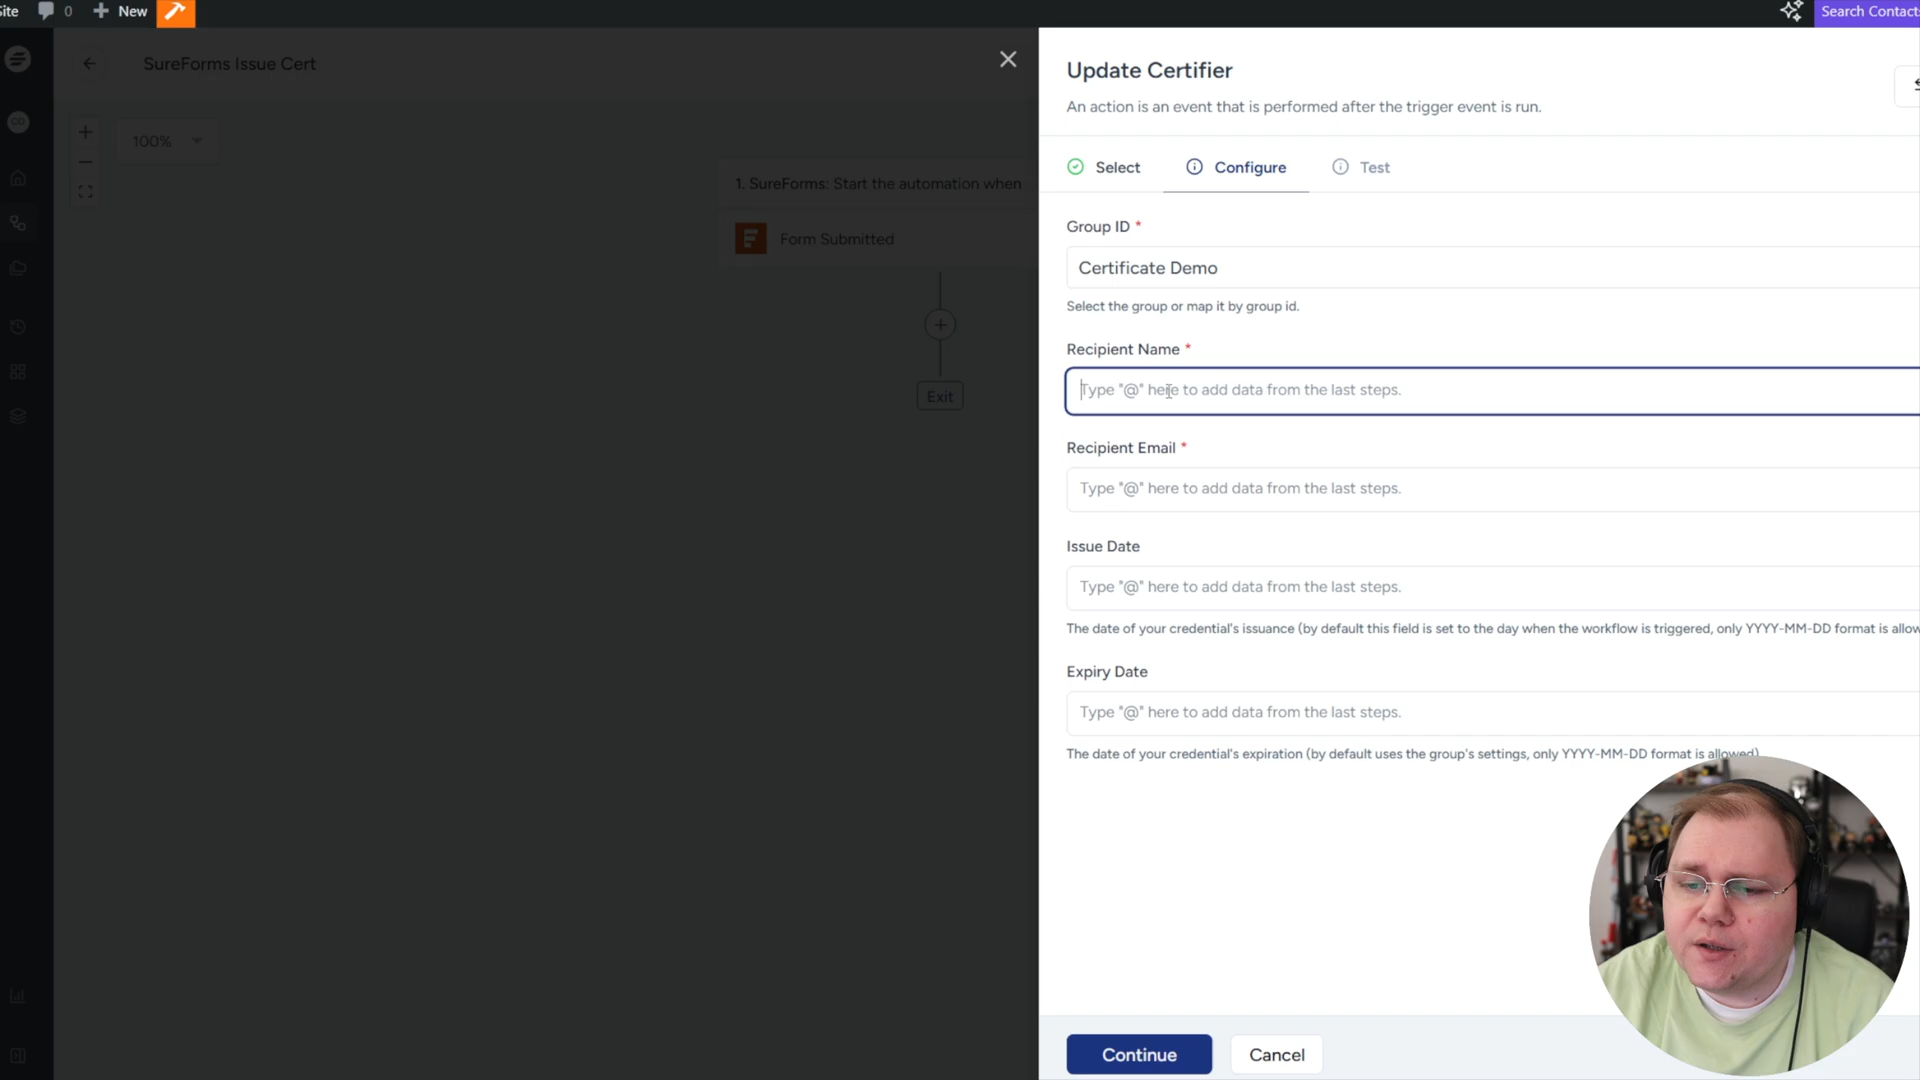 Site
0
New
Search Contacts
SureForms Issue Cert
100%
1. SureForms: Start the automation when
Form Submitted
Exit
Update Certifier
An action is an event that is performed after the trigger event is run.
Select
Configure
Test
Group ID *
Certificate Demo
Select the group or map it by group id.
Recipient Name *
Type "@" here to add data from the last steps.
Recipient Email *
Type "@" here to add data from the last steps.
Issue Date
Type "@" here to add data from the last steps.
The date of your credential's issuance (by default this field is set to the day when the workflow is triggered, only YYYY-MM-DD format is allow
Expiry Date
Type "@" here to add data from the last steps.
The date of your credential's expiration (by default uses the group's settings, only YYYY-MM-DD format is allowed)
Continue
Cancel